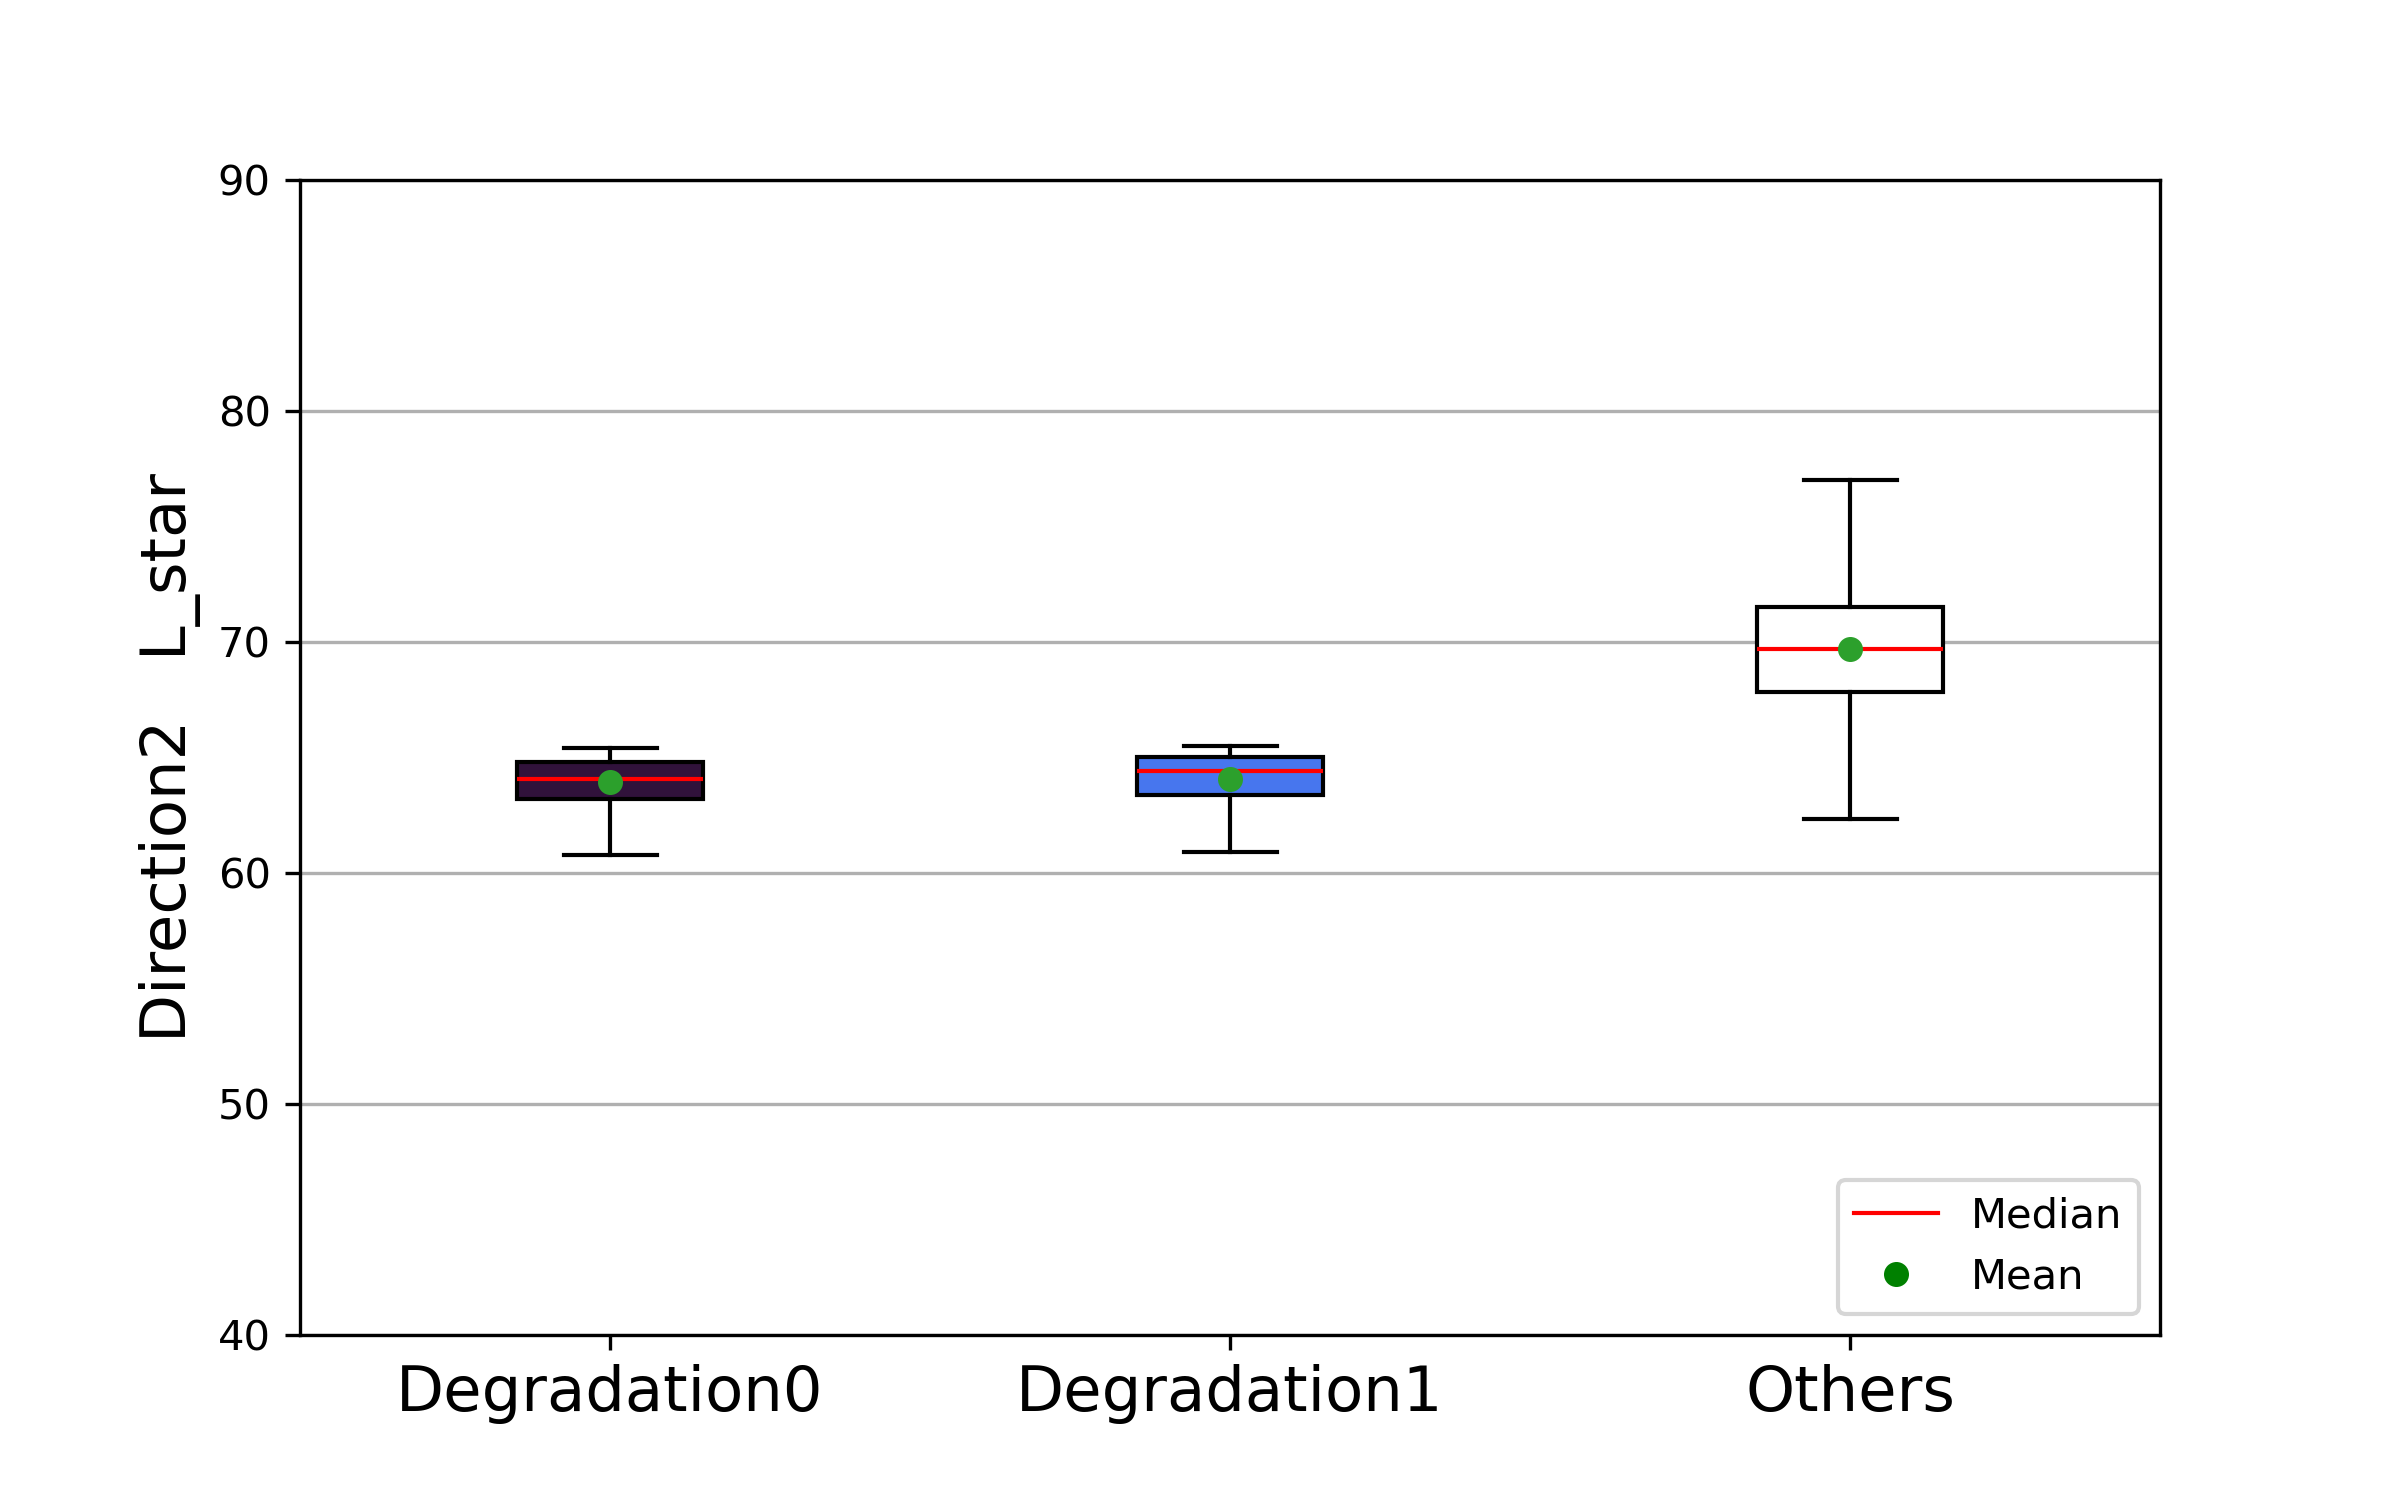 90
80
70
60
50
40
Direction2  L_star
Degradation0
Degradation1
Others
Median
Mean